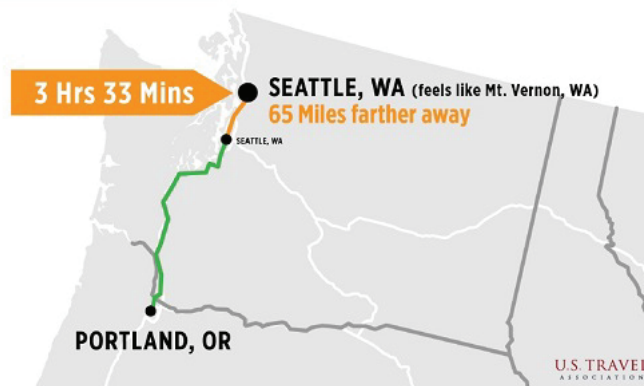 3 Hrs 33 Mins
SEATTLE, WA (feels like Mt. Vernon, WA)
65 Miles farther away
SEATTLE, WA
PORTLAND, OR
U.S. TRAVEL
ASSOCIATION